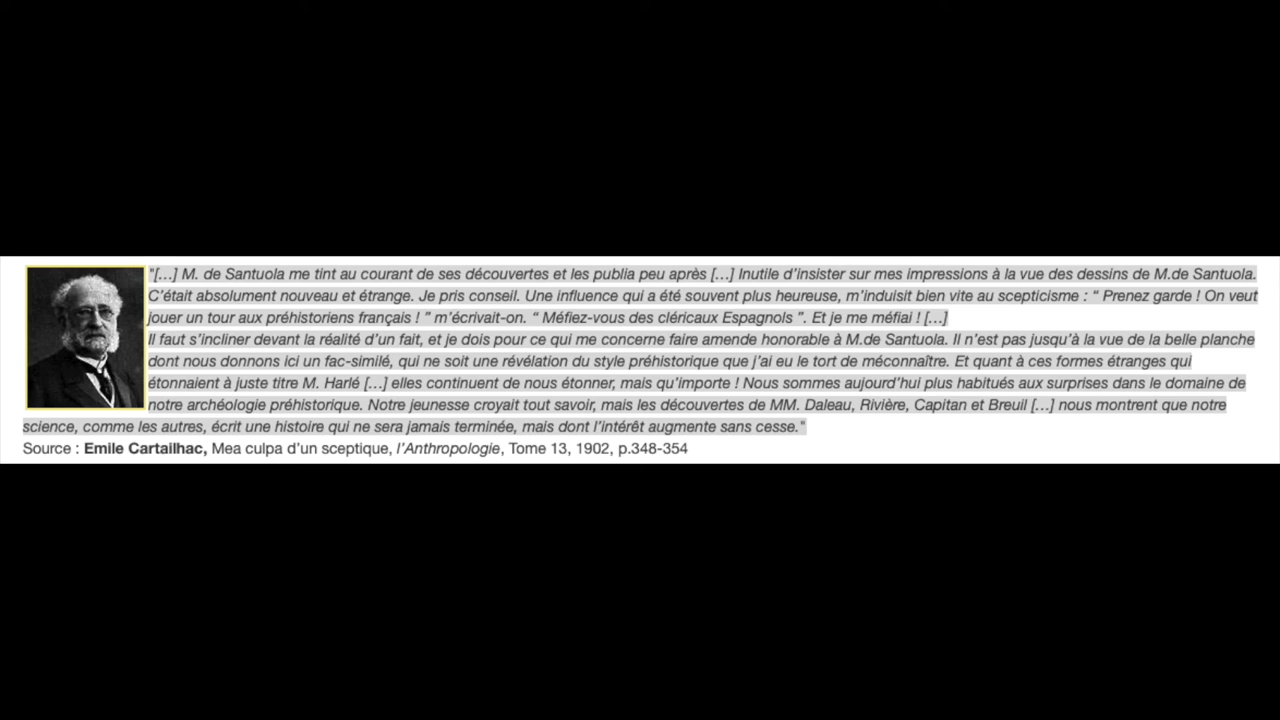 "[…] M. de Santuola me tint au courant de ses découvertes et les publia peu après […] Inutile d’insister sur mes impressions à la vue des dessins de M.de Santuola.
C’était absolument nouveau et étrange. Je pris conseil. Une influence qui a été souvent plus heureuse, m’induisit bien vite au scepticisme : “ Prenez garde ! On veut
jouer un tour aux préhistoriens français ! ” m’écrivait-on. “ Méfiez-vous des cléricaux Espagnols ”. Et je me méfiai ! […]
Il faut s’incliner devant la réalité d’un fait, et je dois pour ce qui me concerne faire amende honorable à M.de Santuola. Il n’est pas jusqu’à la vue de la belle planche
dont nous donnons ici un fac-similé, qui ne soit une révélation du style préhistorique que j’ai eu le tort de méconnaître. Et quant à ces formes étranges qui
étonnaient à juste titre M. Harlé […] elles continuent de nous étonner, mais qu’importe ! Nous sommes aujourd’hui plus habitués aux surprises dans le domaine de
notre archéologie préhistorique. Notre jeunesse croyait tout savoir, mais les découvertes de MM. Daleau, Rivière, Capitan et Breuil […] nous montrent que notre
science, comme les autres, écrit une histoire qui ne sera jamais terminée, mais dont l’intérêt augmente sans cesse."
Source : Emile Cartailhac, Mea culpa d’un sceptique, l’Anthropologie, Tome 13, 1902, p.348-354